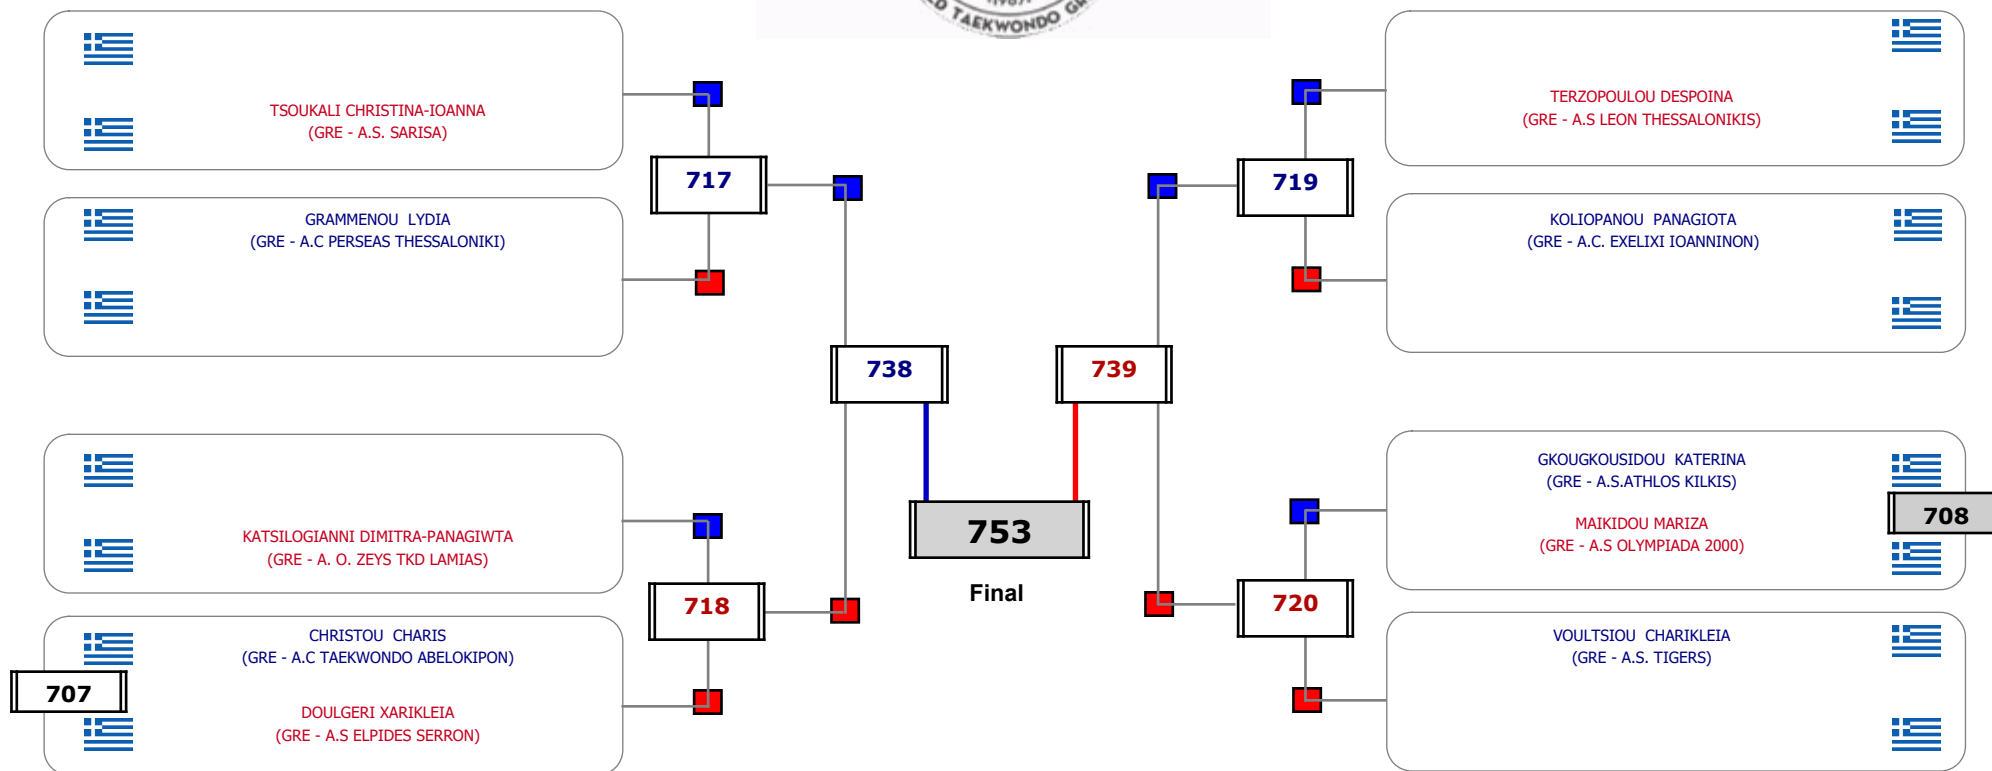 TAEKWONDO
TSOUKALI CHRISTINA-IOANNA
(GRE - A.S. SARISA)
717
GRAMMENOU LYDIA
(GRE - A.C PERSEAS THESSALONIKI)
738
KATSILOGIANNI DIMITRA-PANAGIWTA
(GRE - A. O. ZEYS TKD LAMIAS)
718
CHRISTOU CHARIS
(GRE - A.C TAEKWONDO ABELOKIPON)
707
DOULGERI XARIKLEIA
(GRE - A.S ELPIDES SERRON)
753
Final
TERZOPOULOU DESPOINA
(GRE - A.S LEON THESSALONIKIS)
719
KOLIOPANOU PANAGIOTA
(GRE - A.C. EXELIXI IOANNINON)
739
GKOUGKOUSIDOU KATERINA
(GRE - A.S.ATHLOS KILKIS)
708
MAIKIDOU MARIZA
(GRE - A.S OLYMPIADA 2000)
720
VOULTSIOU CHARIKLEIA
(GRE - A.S. TIGERS)